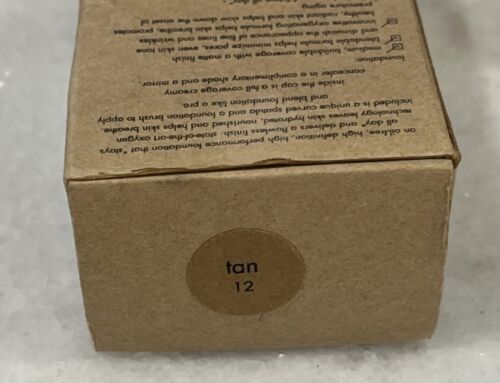 an oil-free, high definition, high performance foundation that "stays
all day" and delivers a flawless finish. state-of-the-art oxygen
technology leaves skin hydrated, nourished and helps skin breathe.
included is a unique curved spatula and a foundation brush to apply
and blend foundation like a pro.
inside the cap is a full coverage creamy
concealer in a complimentary shade and a mirror
foundation:
medium, buildable coverage with a matte finish
blendable formula helps minimize pores, even skin tone
and diminish the appearance of fine lines and wrinkles
innovative oxygenating formula helps skin breathe, promotes
healthy, radiant skin and helps slow down the onset of
premature aging
tan
12